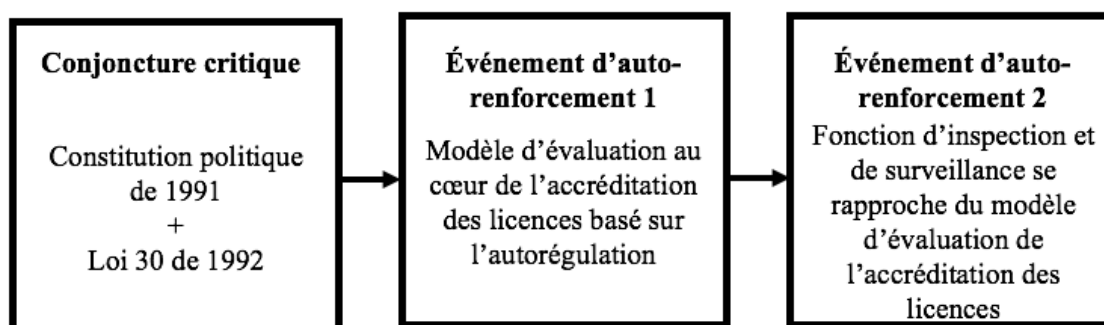 Conjoncture critique
Constitution politique
de 1991
+
Loi 30 de 1992
Événement d’auto-
renforcement 1
Modèle d’évaluation au
cœur de l’accréditation
des licences basé sur
l’autorégulation
Événement d’auto-
renforcement 2
Fonction d’inspection et
de surveillance se
rapproche du modèle
d’évaluation de
l’accréditation des
licences